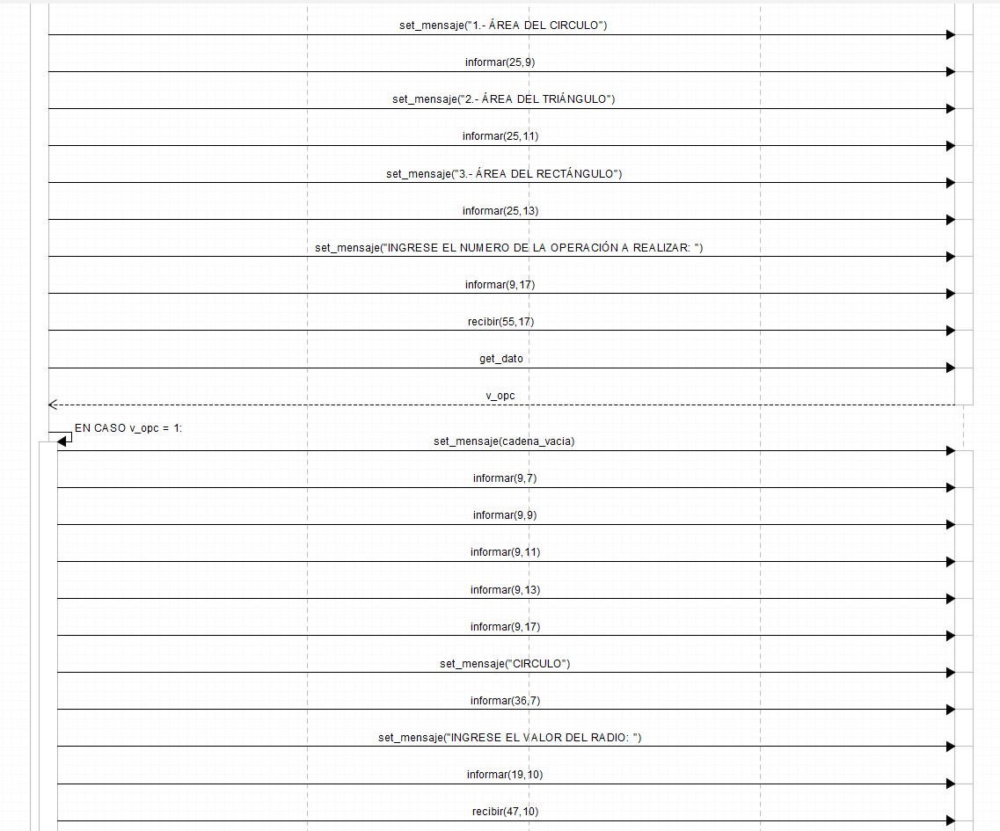 set_mensaje("1.- ÁREA DEL CIRCULO")
informar(25,9)
set_mensaje("2.- ÁREA DEL TRIÁNGULO")
informar(25,11)
set_mensaje("3.- ÁREA DEL RECTÁNGULO")
informar(25,13)
set_mensaje("INGRESE EL NUMERO DE LA OPERACIÓN A REALIZAR: ")
informar(9,17)
recibir(55,17)
get_dato
v_opc
EN CASO v_opc = 1:
set_mensaje(cadena_vacia)
informar(9,7)
informar(9,9)
informar(9,11)
informar(9,13)
informar(9,17)
set_mensaje("CIRCULO")
informar(36,7)
set_mensaje("INGRESE EL VALOR DEL RADIO: ")
informar(19,10)
recibir(47,10)